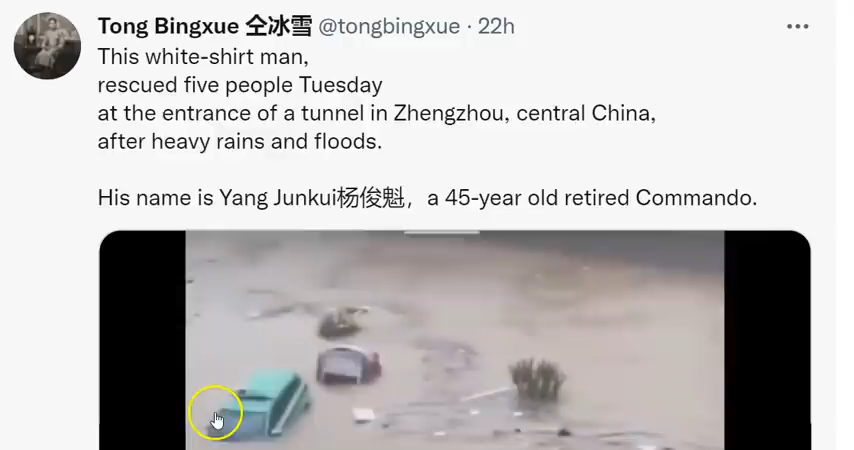 Tong Bingxue 仝冰雪 @tongbingxue · 22h
This white-shirt man,
rescued five people Tuesday
at the entrance of a tunnel in Zhengzhou, central China,
after heavy rains and floods.
His name is Yang Junkui杨俊魁，a 45-year old retired Commando.